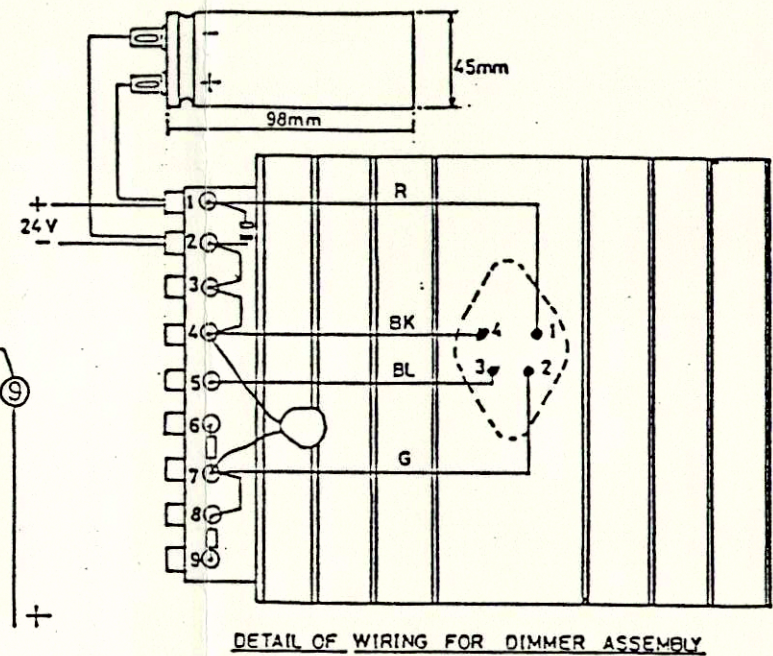 −
+
45mm
98mm
+
24V
−
1
2
3
4
5
6
7
8
9
R
BK
BL
G
4
1
3
2
9
+
DETAIL OF WIRING FOR DIMMER ASSEMBLY